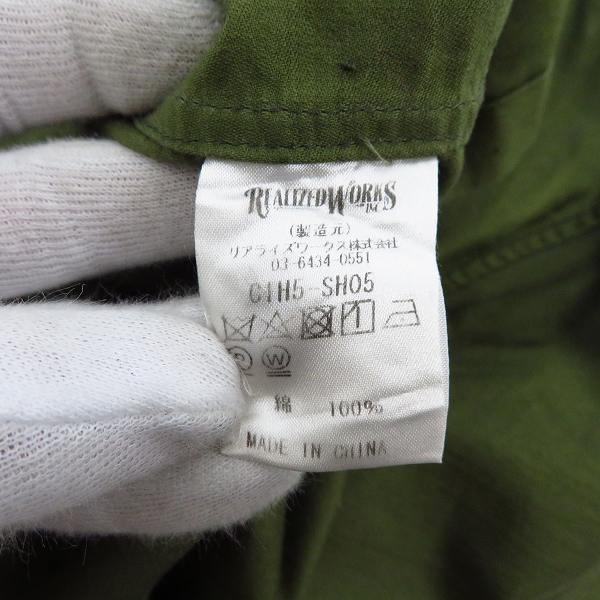 REALIZEDWORKS
INC
(製造元)
リアライズワークス株式会社
03-6434-0551
CIH5-SH05
W
綿 100%
MADE IN CHINA